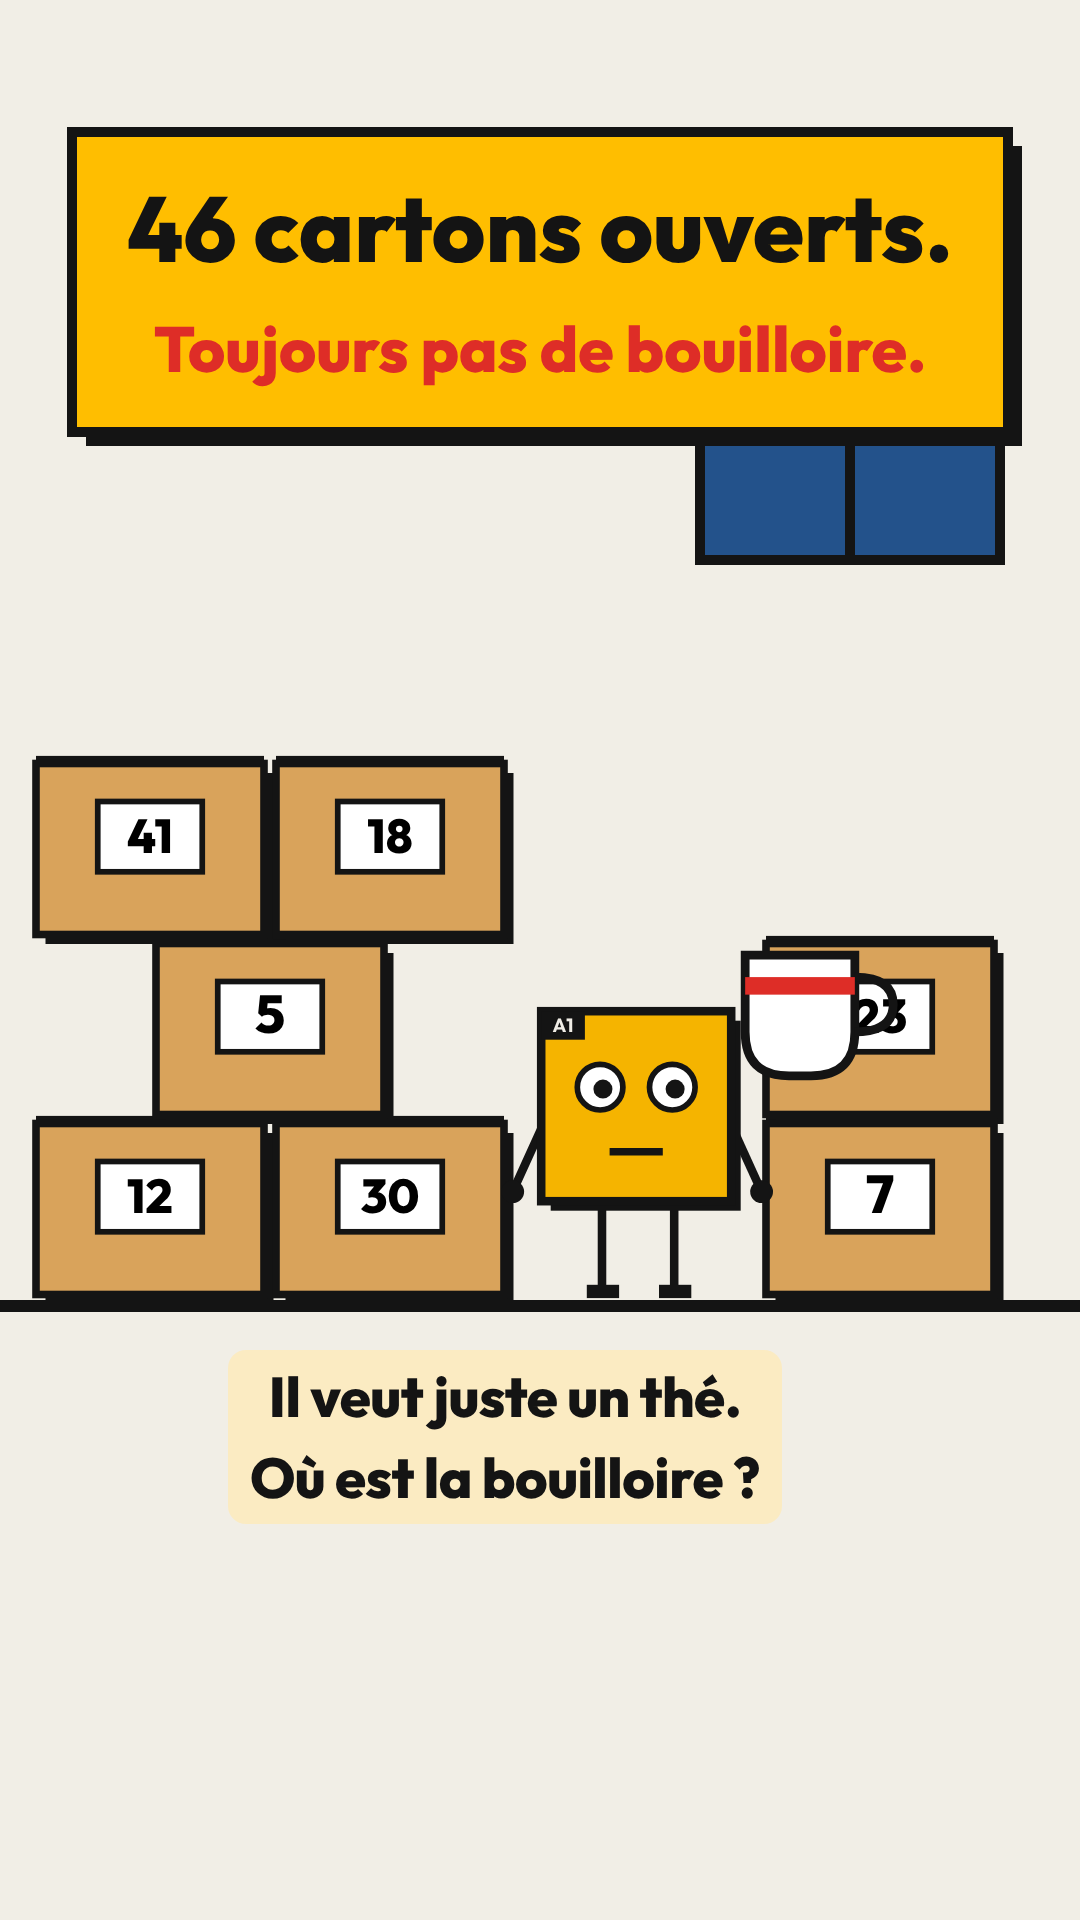 46 cartons ouverts.
Toujours pas de bouilloire.
41
18
5
A1
23
12
30
7
Il veut juste un thé.
Où est la bouilloire ?